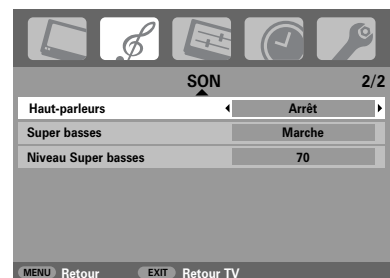 SON 2/2
Haut-parleurs Arrêt
Super basses Marche
Niveau Super basses 70
MENU Retour EXIT Retour TV